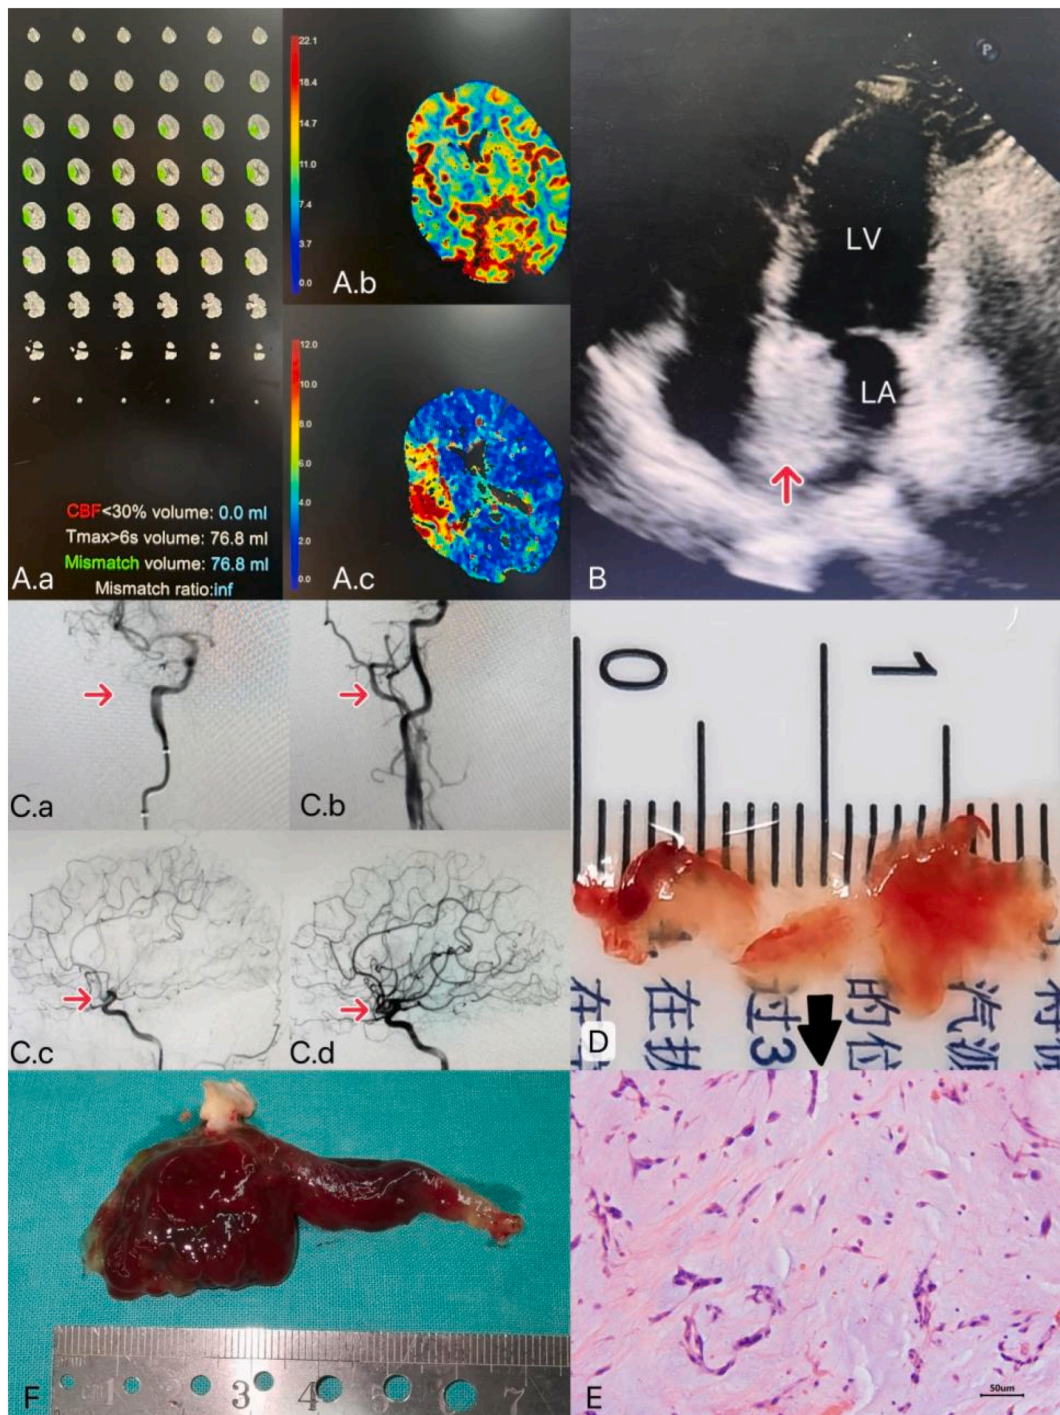 CBF<30% volume: 0.0 ml
Tmax>6s volume: 76.8 ml
Mismatch volume: 76.8 ml
Mismatch ratio:inf
A.a
22.1
18.4
14.7
11.0
7.4
3.7
0.0
A.b
12.0
10.0
8.0
6.0
4.0
2.0
0.0
A.c
P
LV
LA
B
C.a
C.b
C.c
C.d
0
1
过3
的位
D
3
4
5
6
7
F
50um
E